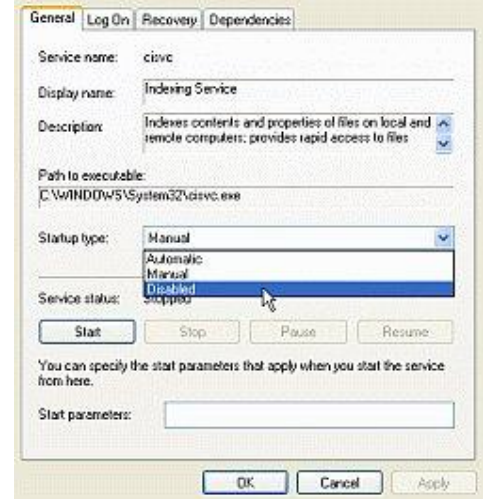 General Log On Recovery Dependencies
Service name: cisvc
Display name: Indexing Service
Description: Indexes contents and properties of files on local and
remote computers; provides rapid access to files
Path to executable:
C:\WINDOWS\System32\cisvc.exe
Startup type: Manual
Automatic
Manual
Disabled
Service status: Stopped
Start Stop Pause Resume
You can specify the start parameters that apply when you start the service
from here.
Start parameters:
OK Cancel Apply